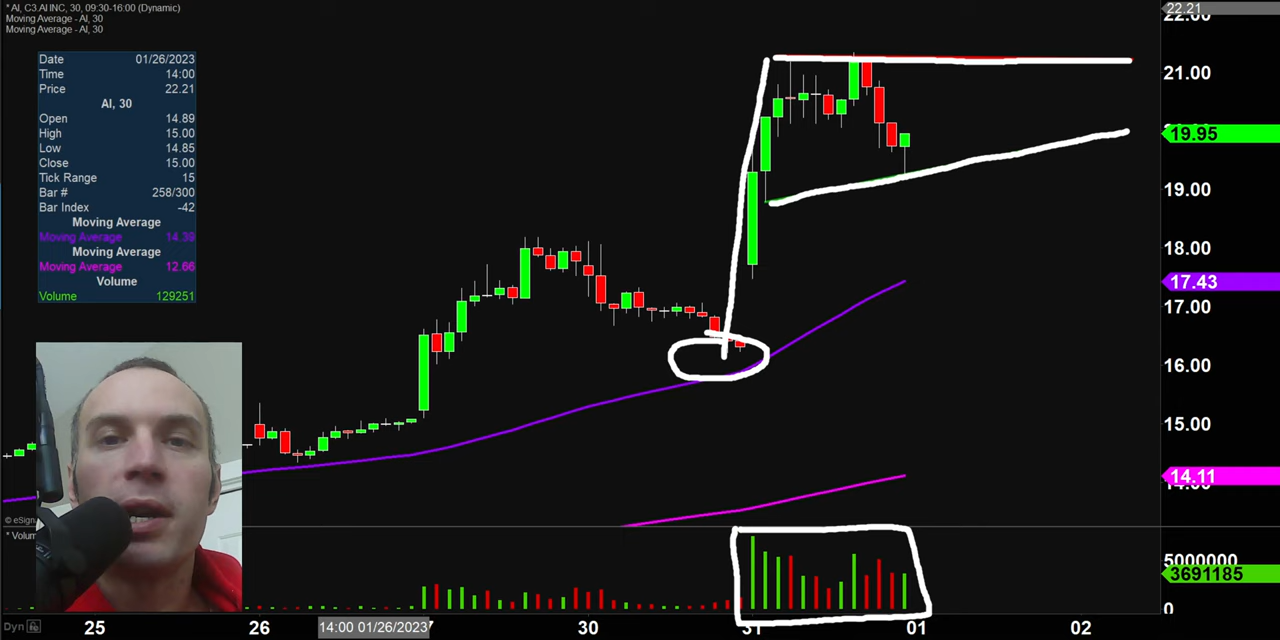 * AI, C3.AI INC, 30, 09:30-16:00 (Dynamic)
Moving Average - AI, 30
Moving Average - AI, 30
Date 01/26/2023
Time 14:00
Price 22.21
AI, 30
Open 14.89
High 15.00
Low 14.85
Close 15.00
Tick Range 15
Bar # 258/300
Bar Index -42
Moving Average
Moving Average 14.39
Moving Average
Moving Average 12.66
Volume
Volume 129251
22.21
22.00
21.00
19.95
19.00
18.00
17.43
17.00
16.00
15.00
14.11
© eSign
* Volum
5000000
3691185
0
Dyn
25
26
14:00 01/26/2023
30
31
01
02